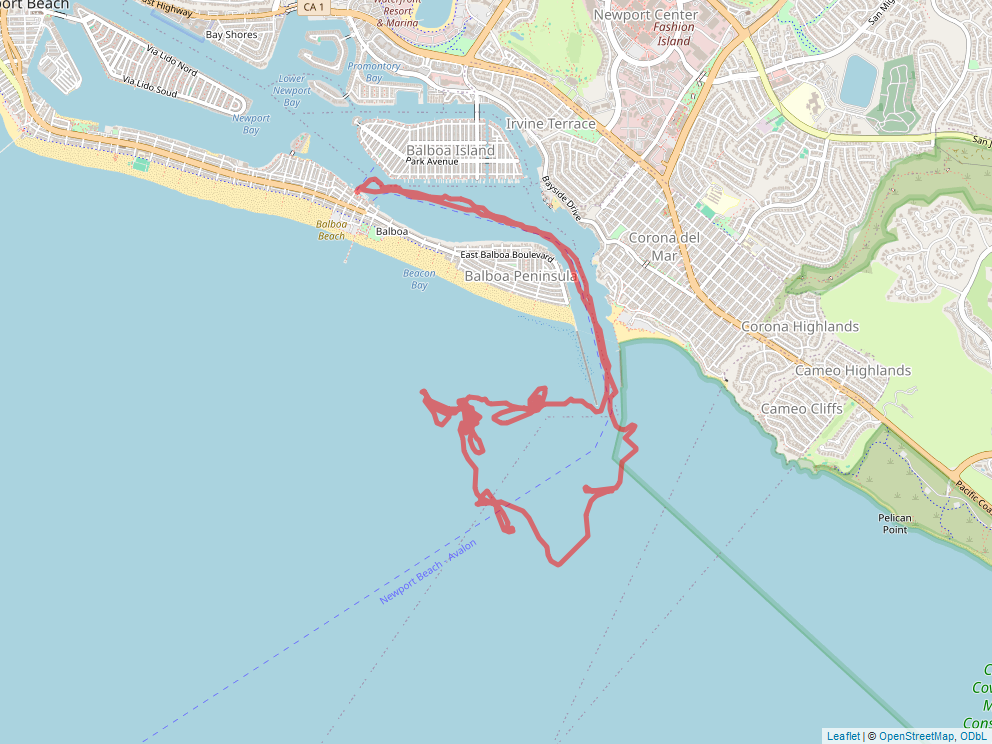 port Beach
ast Highway
CA 1
Waterfront
Resort
& Marina
Bay Shores
Newport Center
Fashion
Island
San Mig
Via Lido Nord
Via Lido Soud
Lower
Newport
Bay
Promontory
Bay
Newport
Bay
Irvine Terrace
Balboa Island
Park Avenue
San J
Bayside Drive
Balboa
Beach
Balboa
Corona del
Mar
East Balboa Boulevard
Balboa Peninsula
Beacon
Bay
Corona Highlands
Cameo Highlands
Cameo Cliffs
Pacific Coa
Pelican
Point
Newport Beach - Avalon
C
Cov
M
Cons
Leaflet | © OpenStreetMap, ODbL